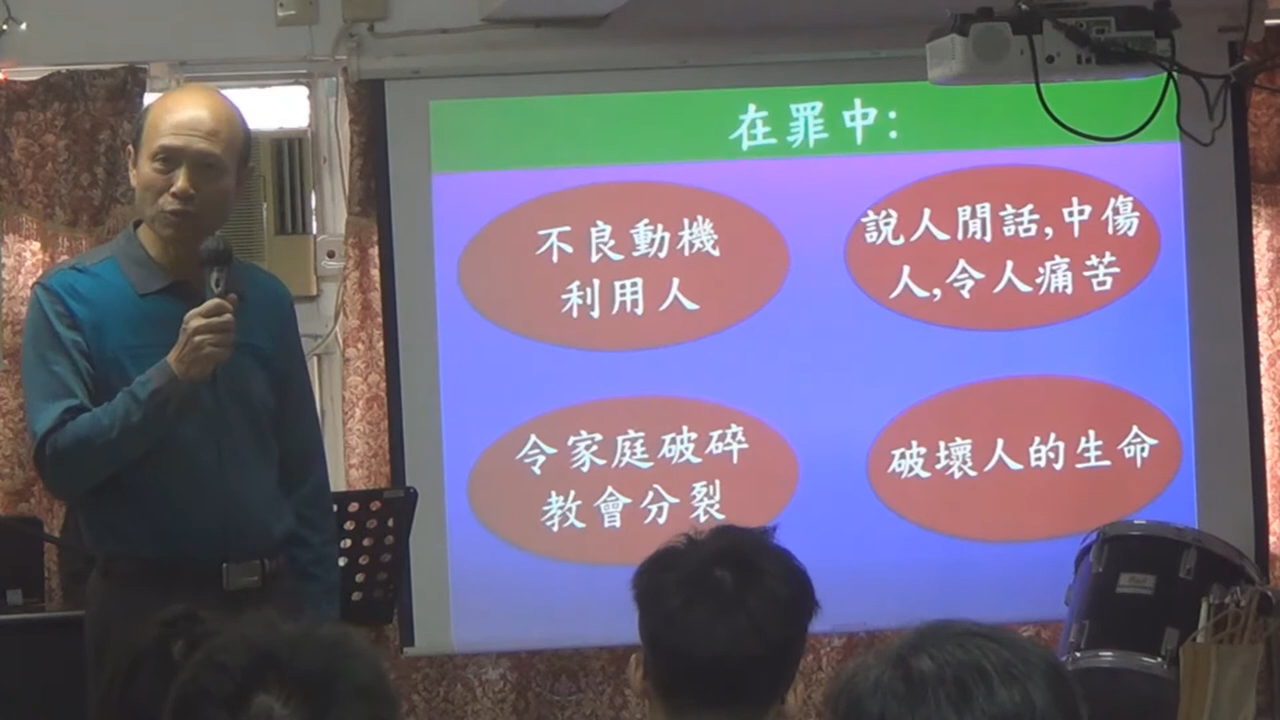 在罪中:
不良動機
利用人
說人閒話,中傷
人,令人痛苦
令家庭破碎
教會分裂
破壞人的生命